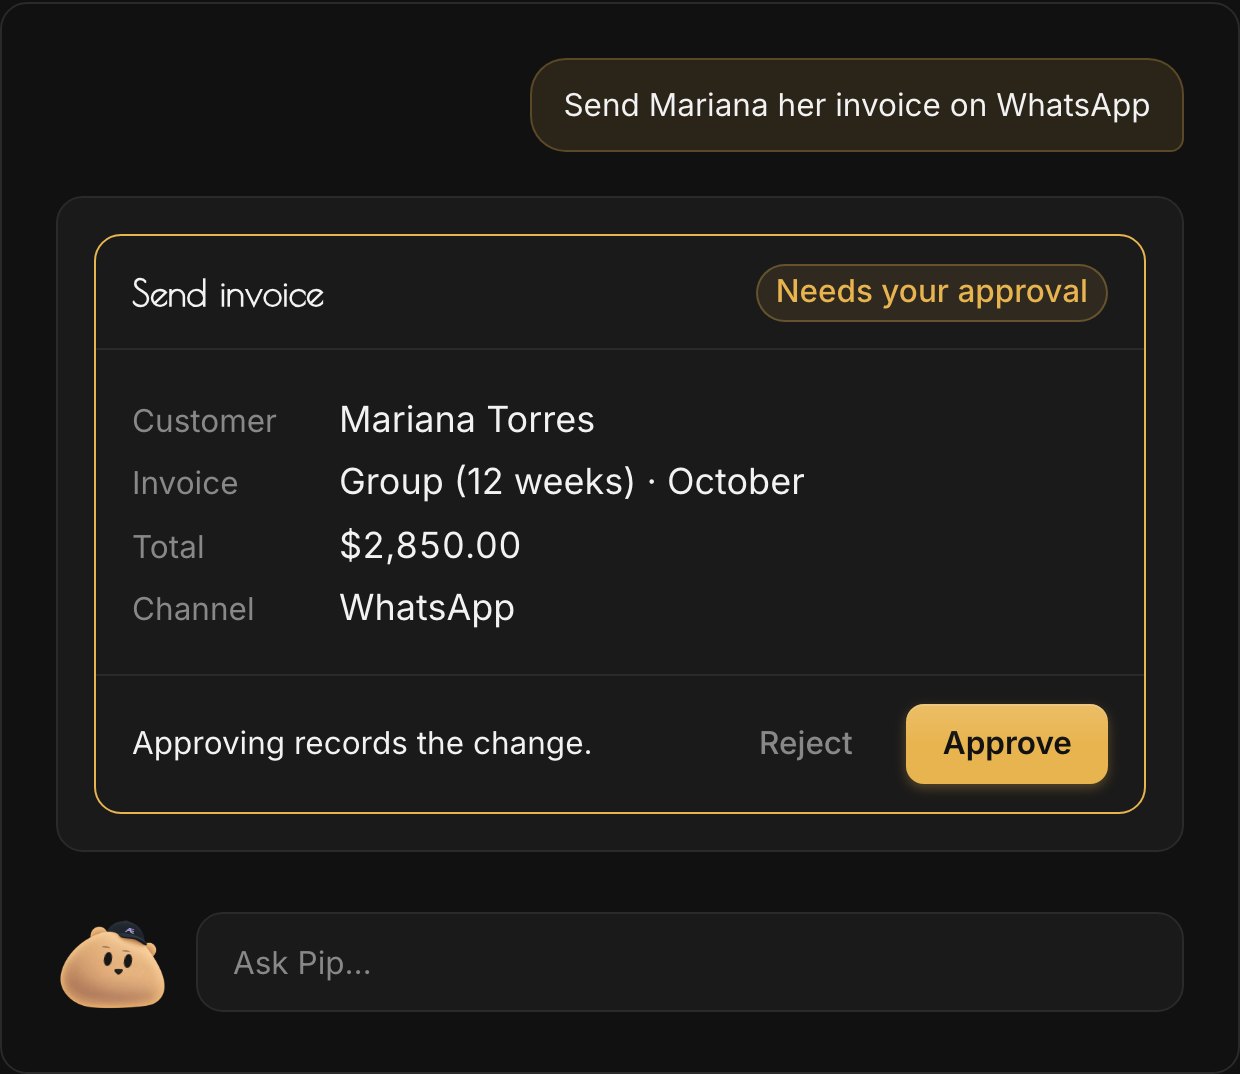 Send Mariana her invoice on WhatsApp
Send invoice
Needs your approval
Customer Mariana Torres
Invoice Group (12 weeks) · October
Total $2,850.00
Channel WhatsApp
Approving records the change.
Reject
Approve
Ask Pip...